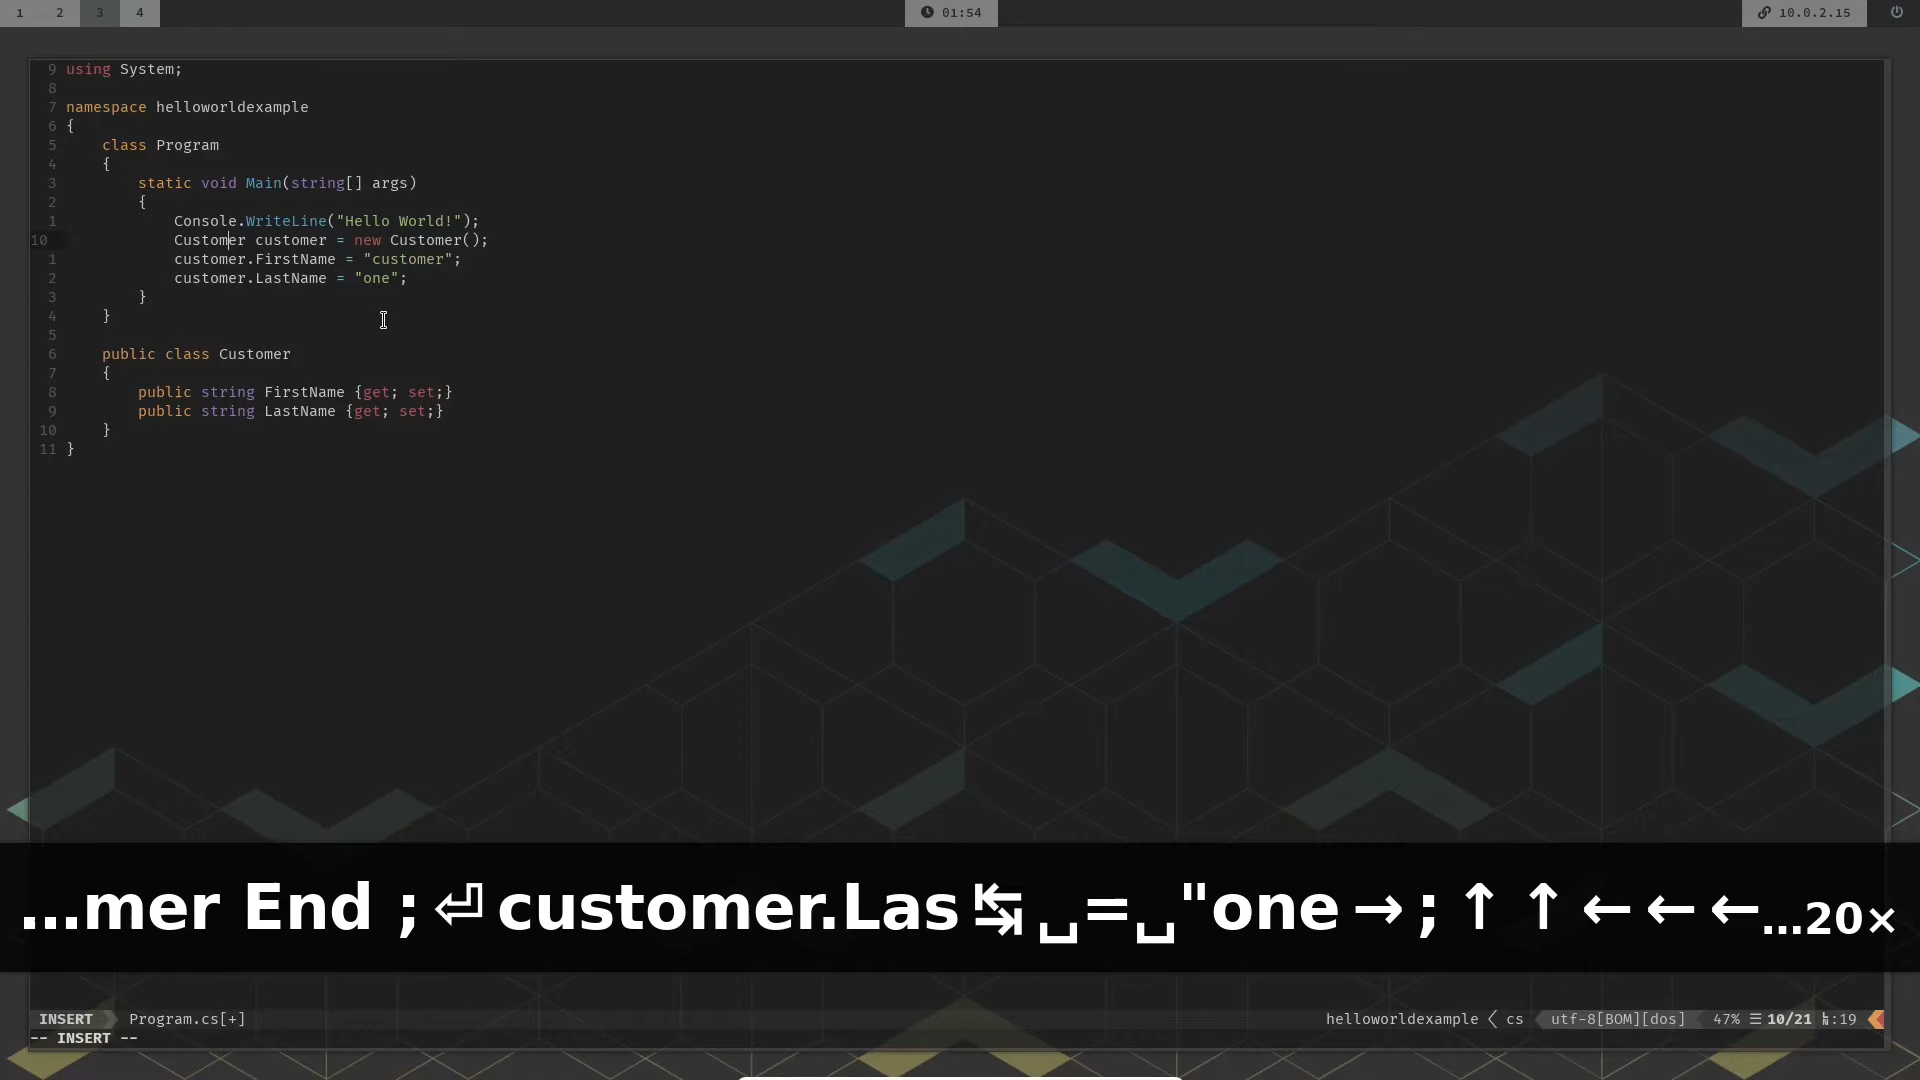 1 2 3 4 01:54 10.0.2.15
9 using System;
8
7 namespace helloworldexample
6 {
5     class Program
4     {
3         static void Main(string[] args)
2         {
1             Console.WriteLine("Hello World!");
10             Customer customer = new Customer();
1             customer.FirstName = "customer";
2             customer.LastName = "one";
3         }
4     }
5
6     public class Customer
7     {
8         public string FirstName {get; set;}
9         public string LastName {get; set;}
10     }
11 }
...mer End ;⏎customer.Las↹␣=␣"one→;↑↑←←←...20×
INSERT Program.cs[+] helloworldexample cs utf-8[BOM][dos] 47% ☰ 10/21 ㏑:19
-- INSERT --